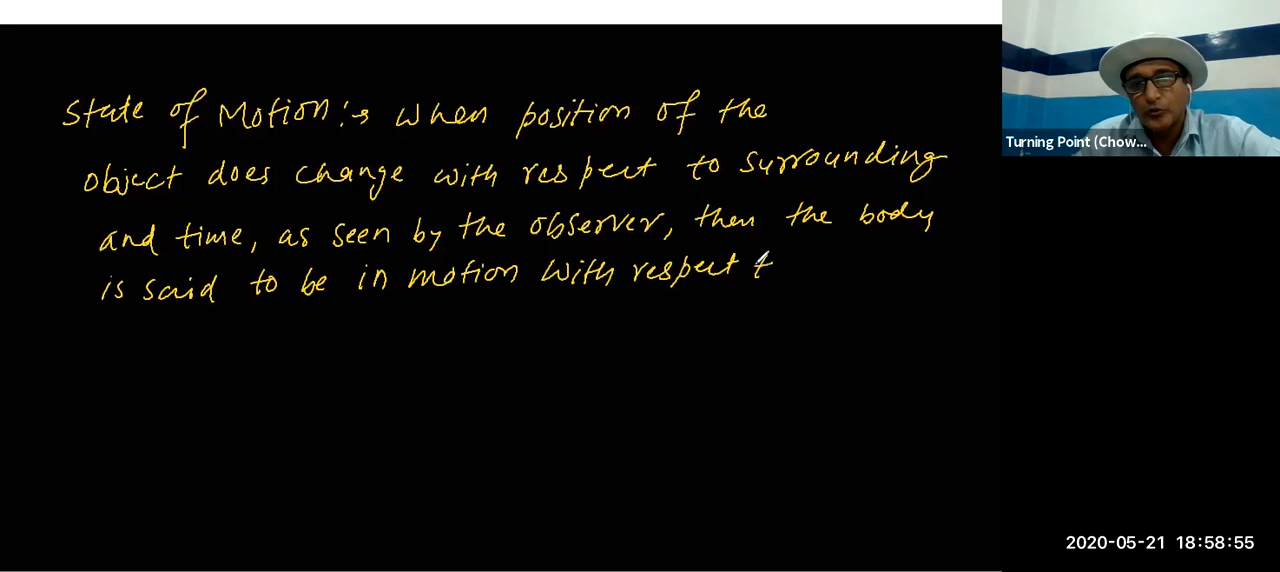 State of Motion :→ When position of the
object does change with respect to surrounding
and time, as seen by the observer, then the body
is said to be in motion with respect t
Turning Point (Chow...
2020-05-21 18:58:55